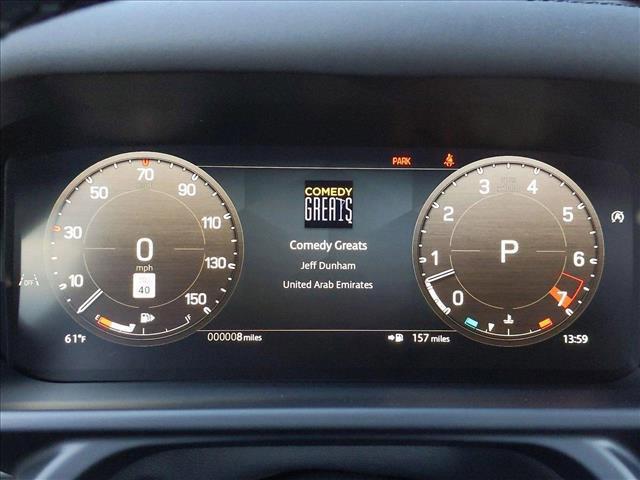 PARK
70
50
90
30
110
10
130
150
0
mph
40
E
F
OFF
COMEDY
GREATS
Comedy Greats
Jeff Dunham
United Arab Emirates
3
4
2
5
1
6
0
7
P
A
61°F
000008 miles
157 miles
13:59